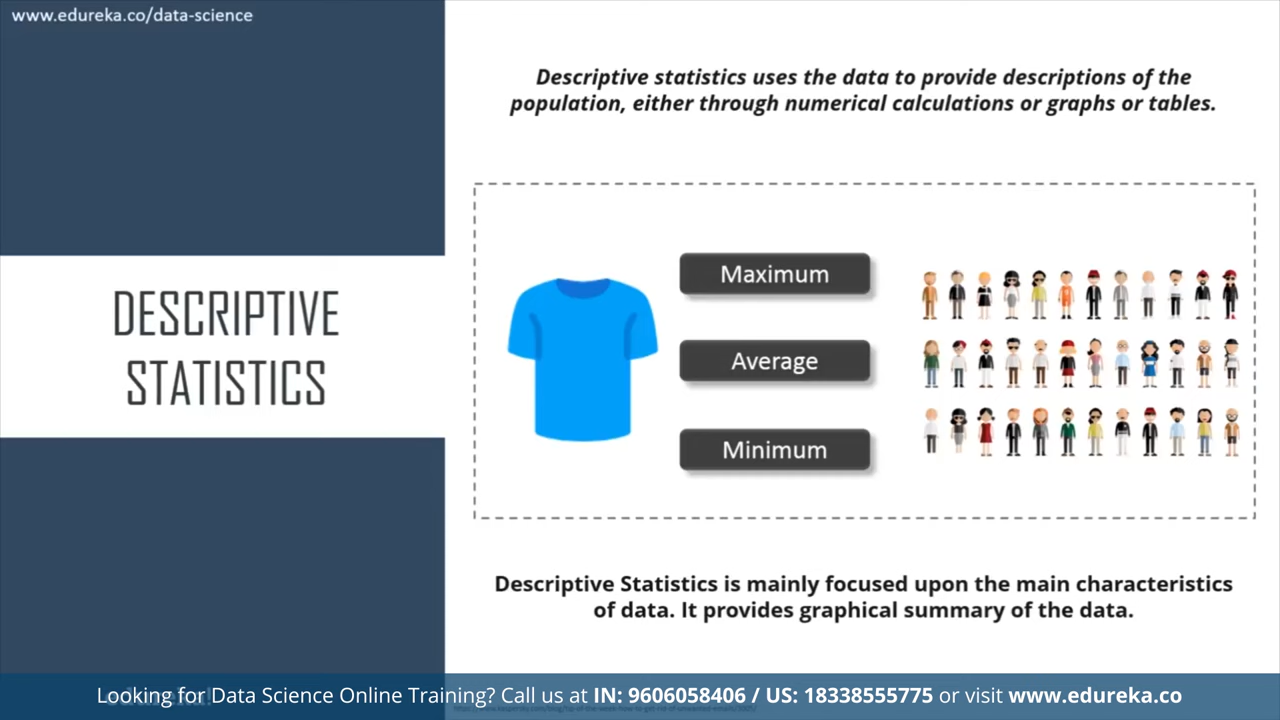 www.edureka.co/data-science
Descriptive statistics uses the data to provide descriptions of the
population, either through numerical calculations or graphs or tables.
DESCRIPTIVE
STATISTICS
Maximum
Average
Minimum
Descriptive Statistics is mainly focused upon the main characteristics
of data. It provides graphical summary of the data.
Looking for Data Science Online Training? Call us at IN: 9606058406 / US: 18338555775 or visit www.edureka.co